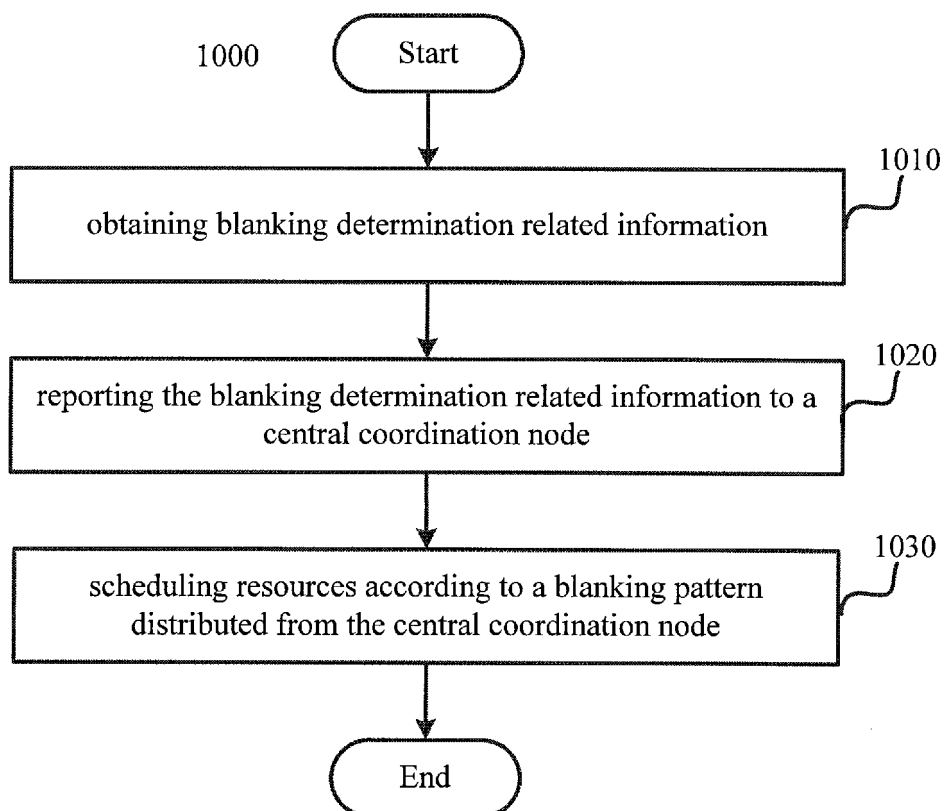 1000
Start
1010
obtaining blanking determination related information
1020
reporting the blanking determination related information to a
central coordination node
1030
scheduling resources according to a blanking pattern
distributed from the central coordination node
End